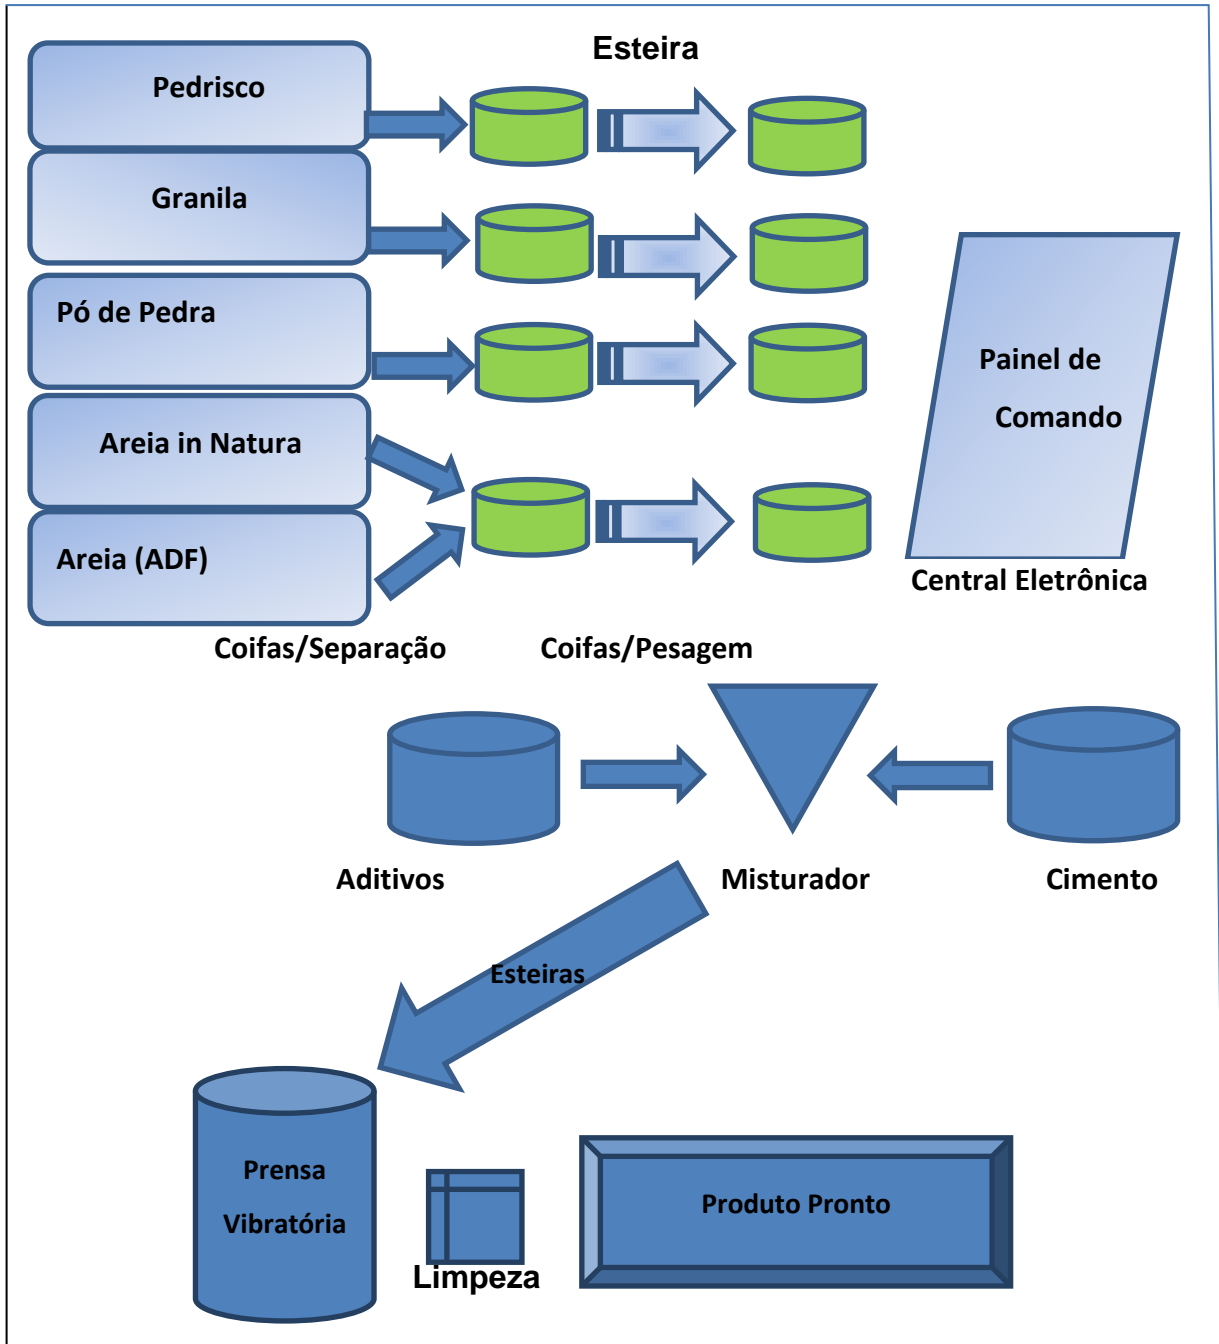 Esteira
Pedrisco
Granila
Pó de Pedra
Areia in Natura
Areia (ADF)
Painel de
Comando
Central Eletrônica
Coifas/Separação
Coifas/Pesagem
Aditivos
Misturador
Cimento
Esteiras
Prensa
Vibratória
Limpeza
Produto Pronto